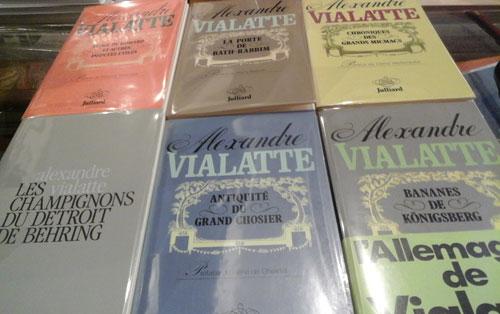 Alexandre
VIALATTE
Julliard
Alexandre
VIALATTE
LA PORTE
DE
BATH-RABBIM
Julliard
Alexandre
VIALATTE
CHRONIQUES
DES
GRANDS MICMACS
Julliard
alexandre
vialatte
LES
CHAMPIGNONS
DU DÉTROIT
DE BEHRING
Alexandre
VIALATTE
ANTIQUITÉ
DU
GRAND CHOSIER
Alexandre
VIALATTE
BANANES
DE
KÖNIGSBERG
l'Allemag
de
Viala